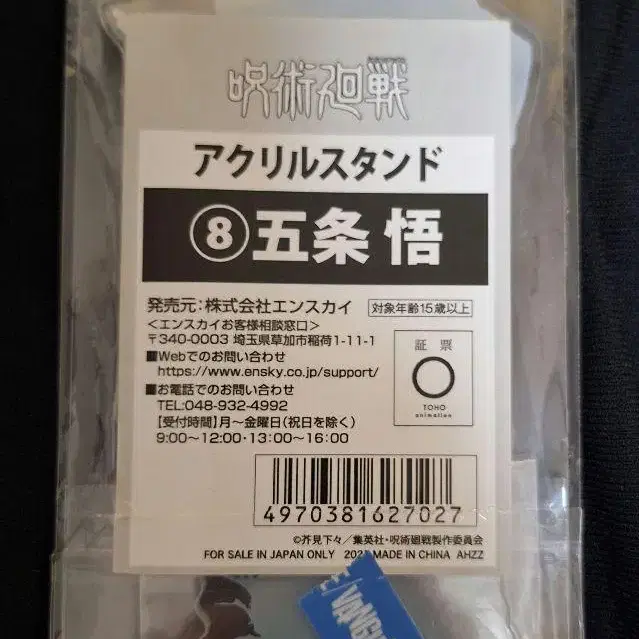 呪術廻戦
アクリルスタンド
⑧五条 悟
発売元:株式会社エンスカイ
対象年齢15歳以上
<エンスカイお客様相談窓口>
〒340-0003 埼玉県草加市稲荷1-11-1
■Webでのお問い合わせ
https://www.ensky.co.jp/support/
■お電話でのお問い合わせ
TEL:048-932-4992
【受付時間】月〜金曜日(祝日を除く)
9:00〜12:00・13:00〜16:00
証票
TOHO
animation
4970381627027
©芥見下々/集英社・呪術廻戦製作委員会
FOR SALE IN JAPAN ONLY MADE IN CHINA AHZZ